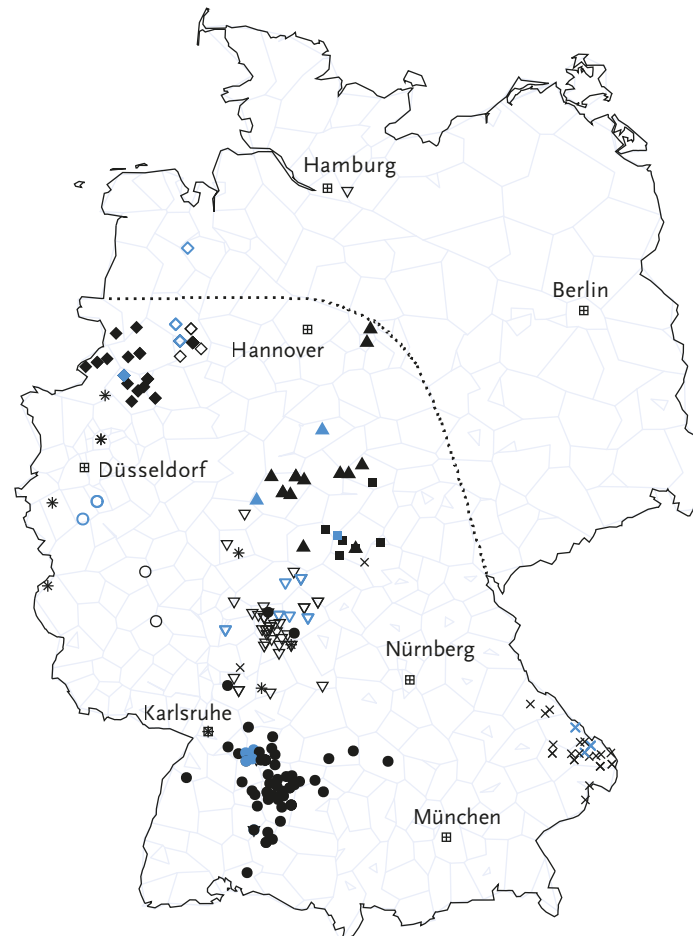 Hamburg
Berlin
Hannover
Düsseldorf
Nürnberg
Karlsruhe
München